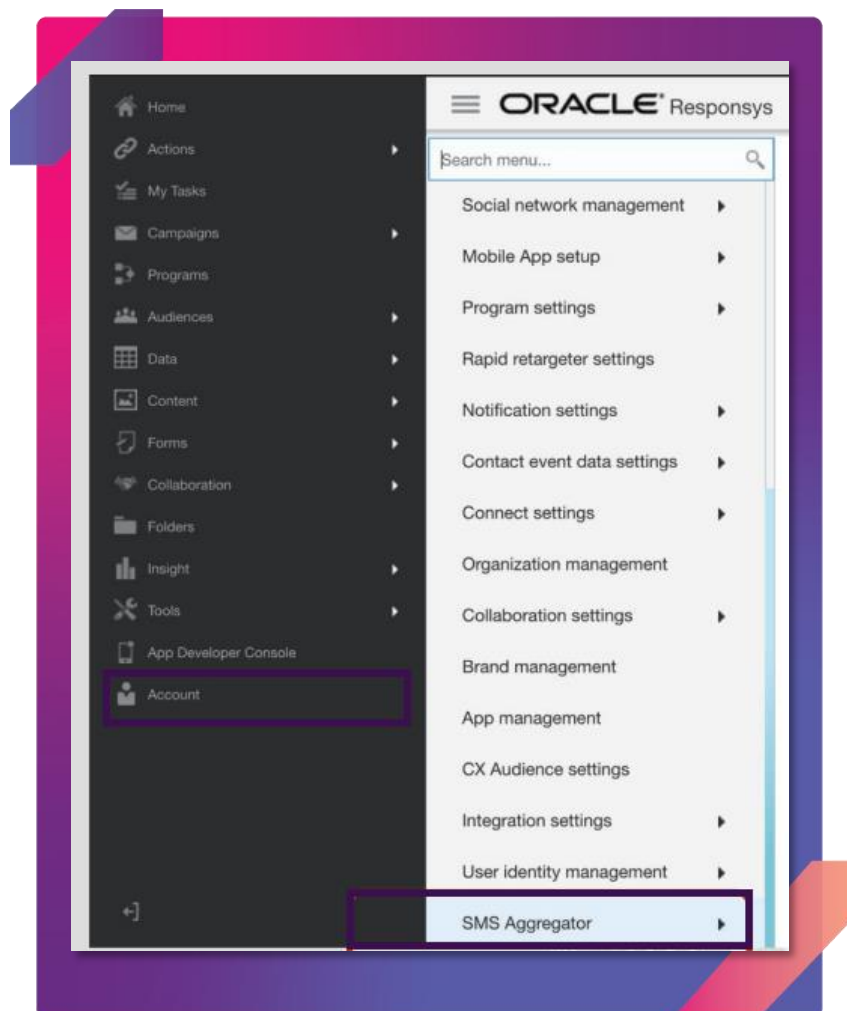 Home
Actions
My Tasks
Campaigns
Programs
Audiences
Data
Content
Forms
Collaboration
Folders
Insight
Tools
App Developer Console
Account
ORACLE® Responsys
Search menu...
Social network management
Mobile App setup
Program settings
Rapid retargeter settings
Notification settings
Contact event data settings
Connect settings
Organization management
Collaboration settings
Brand management
App management
CX Audience settings
Integration settings
User identity management
SMS Aggregator